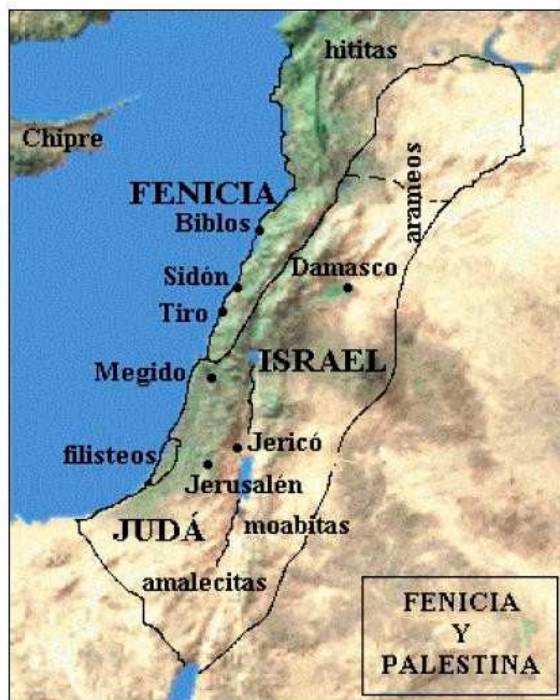 hititas
Chipre
arameos
FENICIA
Biblos
Sidón
Damasco
Tiro
ISRAEL
Megido
filisteos
Jericó
Jerusalén
JUDÁ
moabitas
amalecitas
FENICIA
Y
PALESTINA